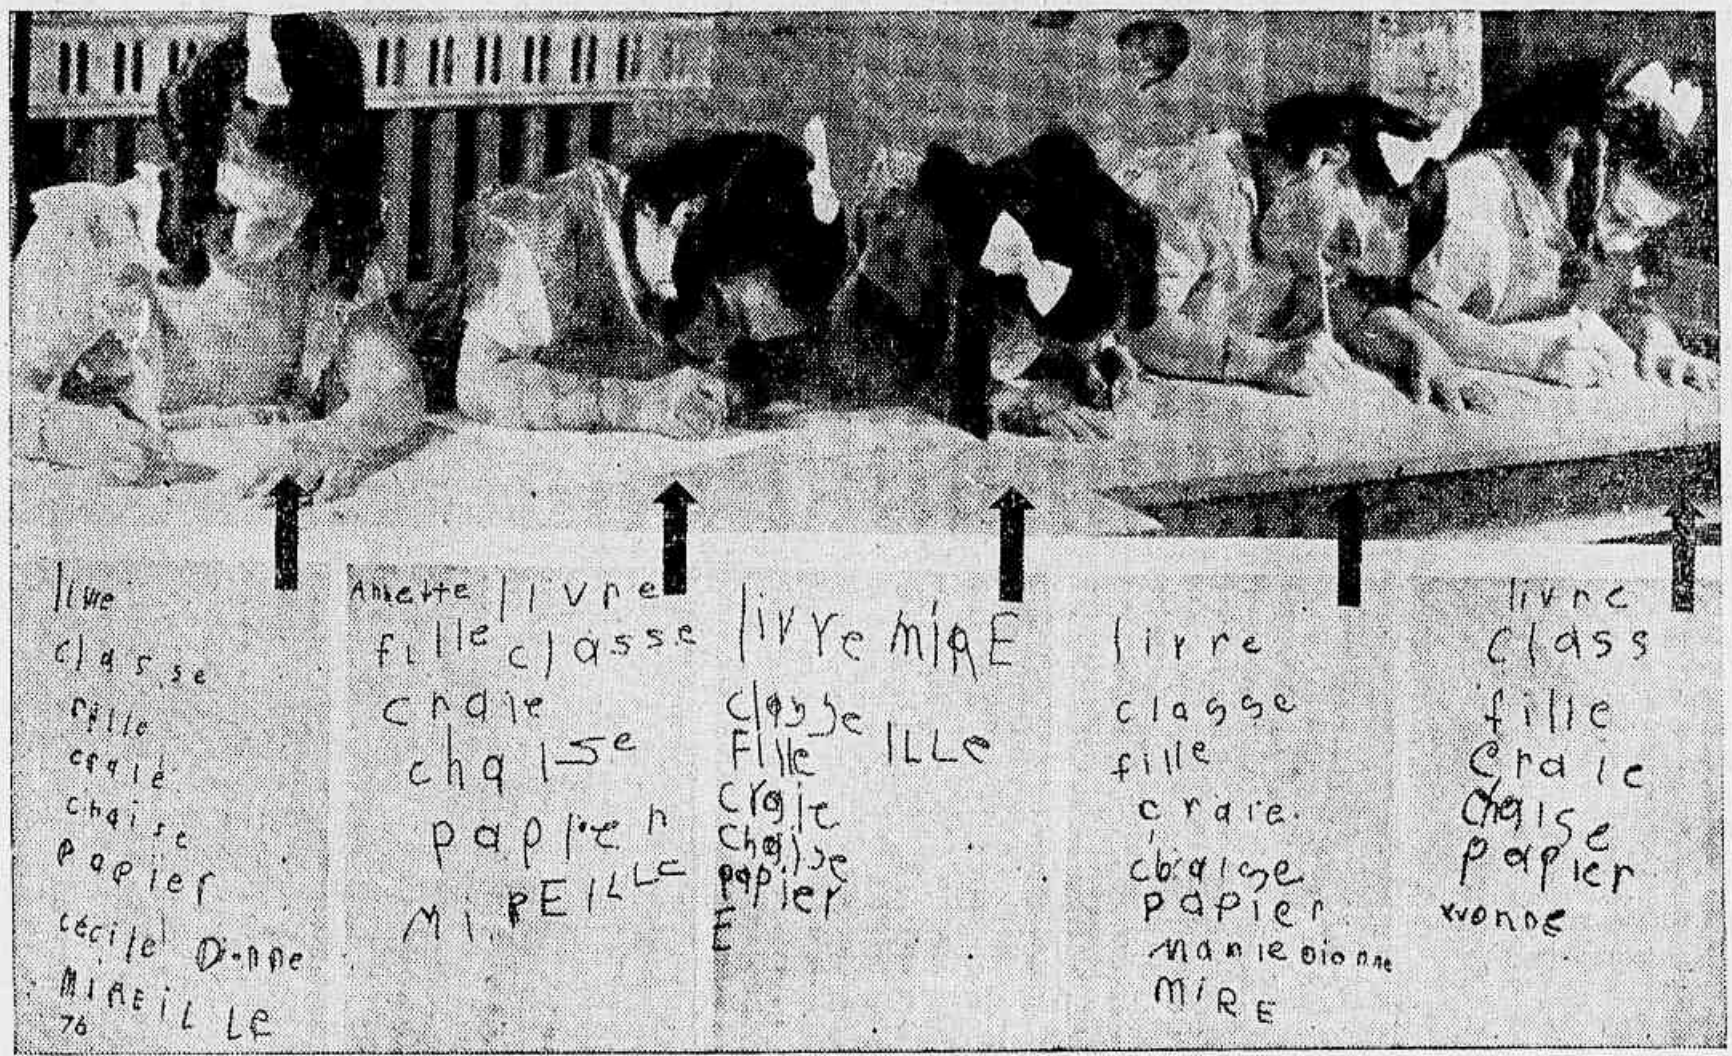 livre
classe
fille
craie
chaise
papier
cécile Dionne
MIREILLE
76
Annette livre
fille classe
craie
chaise
papier
MIREILLE
livre MIRE
classe
Fille ILLe
craie
chaise
papier
E
livre
classe
fille
craie.
chaise
papier
Marie Dionne
MIRE
livre
class
fille
craie
chaise
papier
yvonne